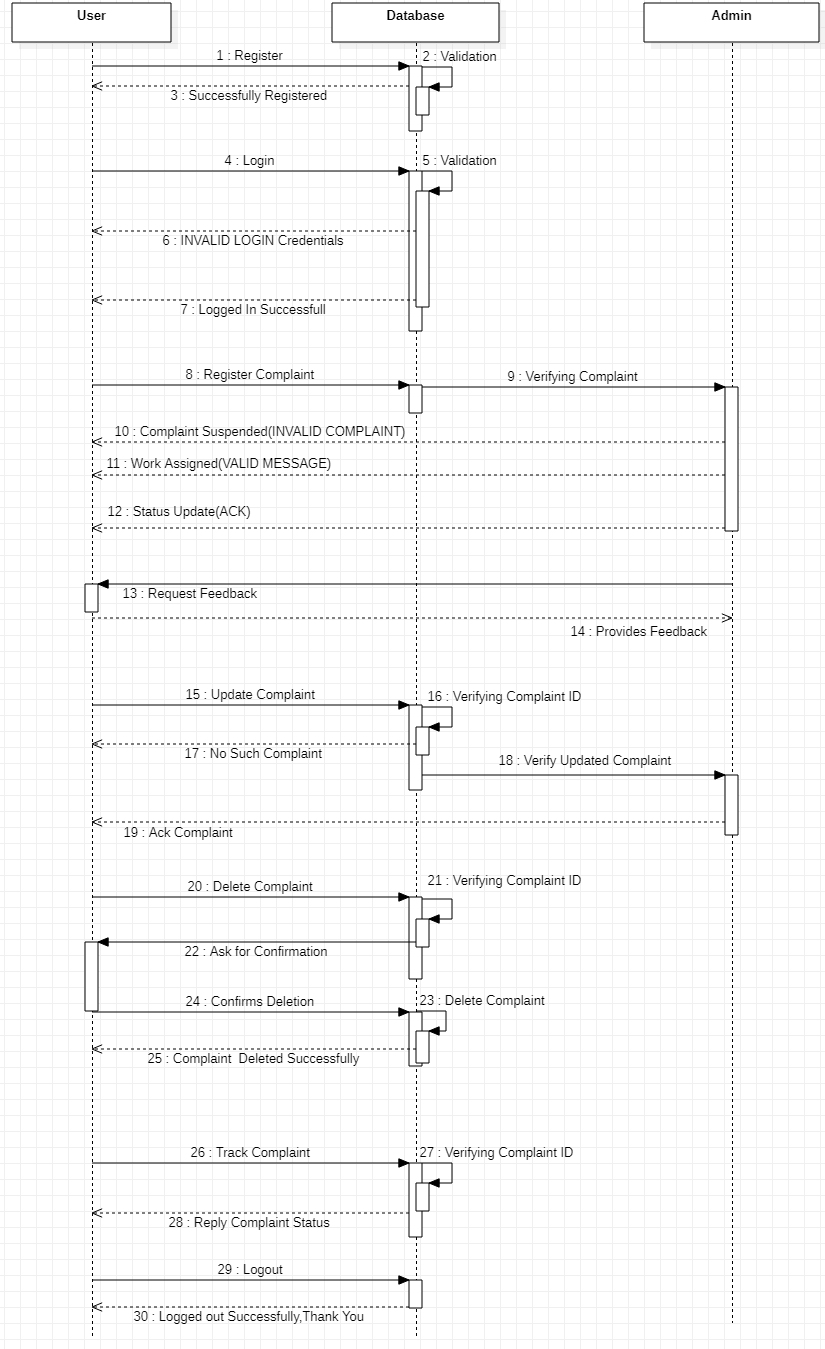 User
Database
Admin
1 : Register
2 : Validation
3 : Successfully Registered
4 : Login
5 : Validation
6 : INVALID LOGIN Credentials
7 : Logged In Successfull
8 : Register Complaint
9 : Verifying Complaint
10 : Complaint Suspended(INVALID COMPLAINT)
11 : Work Assigned(VALID MESSAGE)
12 : Status Update(ACK)
13 : Request Feedback
14 : Provides Feedback
15 : Update Complaint
16 : Verifying Complaint ID
17 : No Such Complaint
18 : Verify Updated Complaint
19 : Ack Complaint
20 : Delete Complaint
21 : Verifying Complaint ID
22 : Ask for Confirmation
24 : Confirms Deletion
23 : Delete Complaint
25 : Complaint  Deleted Successfully
26 : Track Complaint
27 : Verifying Complaint ID
28 : Reply Complaint Status
29 : Logout
30 : Logged out Successfully,Thank You